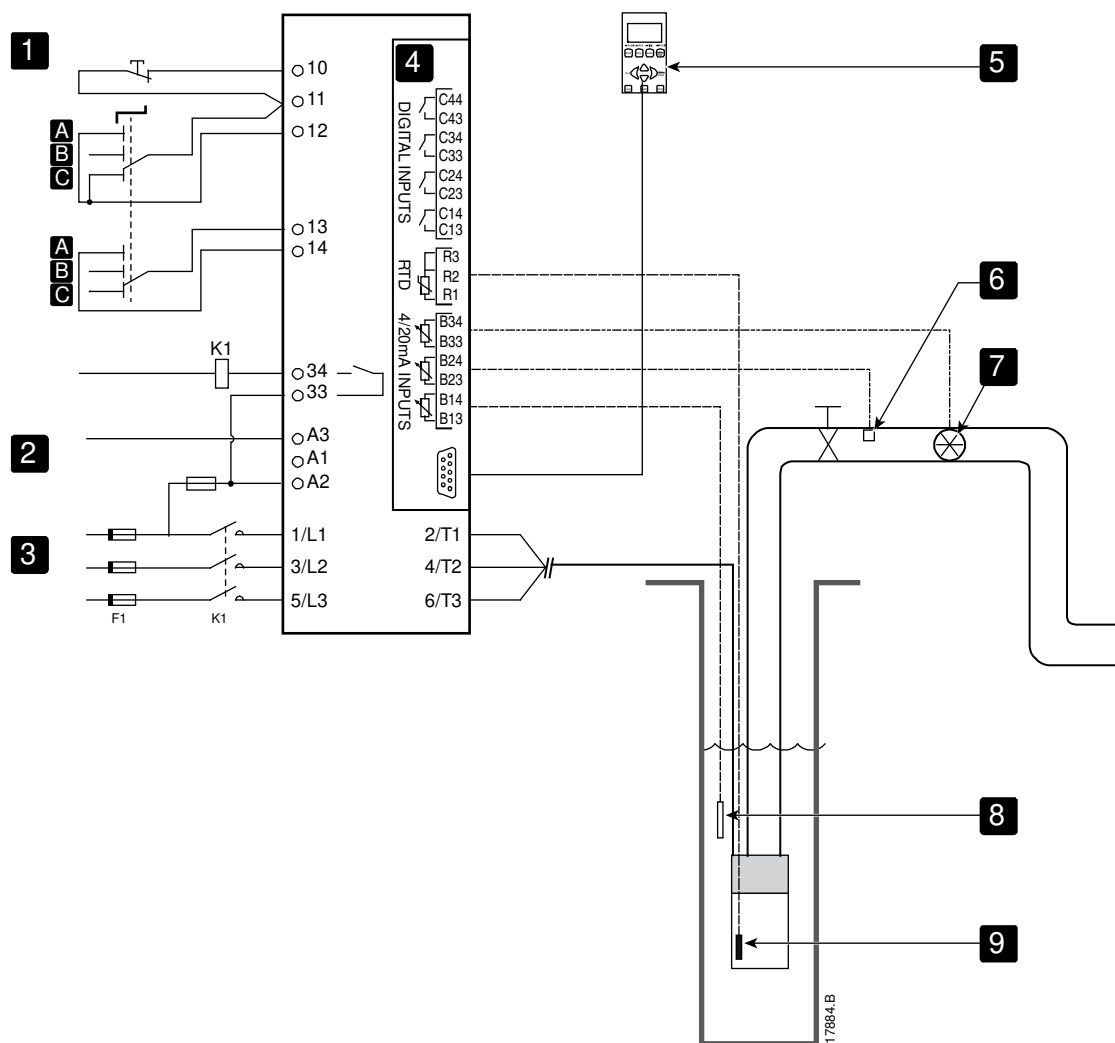 1
10
11
12
A
B
C
13
14
A
B
C
K1
34
33
2
A3
A1
A2
3
1/L1
3/L2
5/L3
F1
K1
2/T1
4/T2
6/T3
4
DIGITAL INPUTS
C44
C43
C34
C33
C24
C23
C14
C13
RTD
R3
R2
R1
4/20mA INPUTS
B34
B33
B24
B23
B14
B13
5
6
7
8
9
17884.B